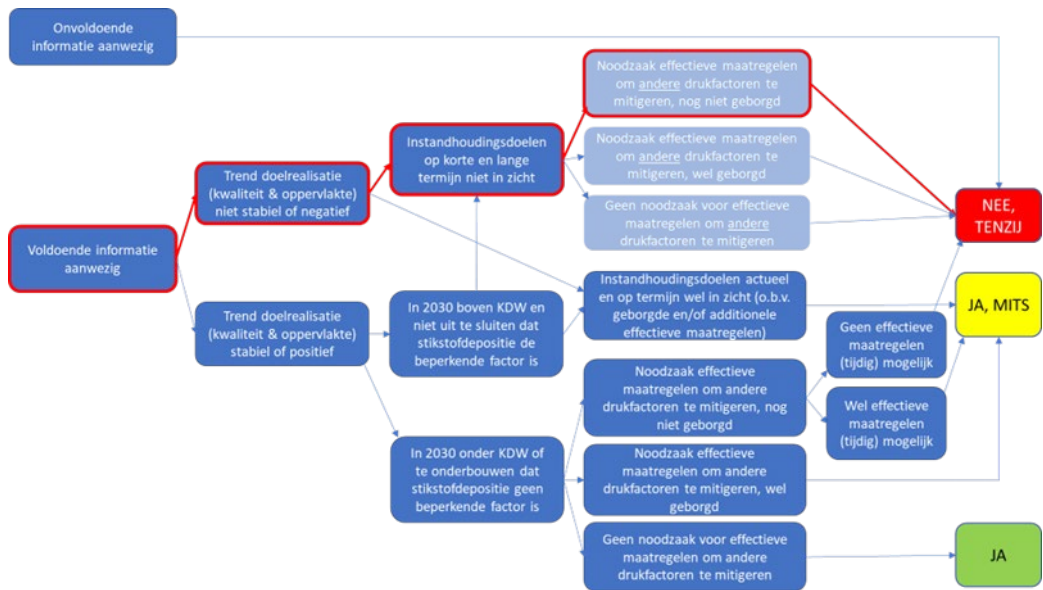 Onvoldoende
informatie aanwezig
Noodzaak effectieve maatregelen
om andere drukfactoren te
mitigeren, nog niet geborgd
Instandhoudingsdoelen
op korte en lange
termijn niet in zicht
Noodzaak effectieve maatregelen
om andere drukfactoren te
mitigeren, wel geborgd
Trend doelrealisatie
(kwaliteit & oppervlakte)
niet stabiel of negatief
Geen noodzaak voor effectieve
maatregelen om andere
drukfactoren te mitigeren
NEE,
TENZIJ
Voldoende informatie
aanwezig
Trend doelrealisatie
(kwaliteit & oppervlakte)
stabiel of positief
In 2030 boven KDW en
niet uit te sluiten dat
stikstofdepositie de
beperkende factor is
Instandhoudingsdoelen actueel
en op termijn wel in zicht (o.b.v.
geborgde en/of additionele
effectieve maatregelen)
JA, MITS
Geen effectieve
maatregelen
(tijdig) mogelijk
Noodzaak effectieve
maatregelen om andere
drukfactoren te mitigeren, nog
niet geborgd
Wel effectieve
maatregelen
(tijdig) mogelijk
In 2030 onder KDW of
te onderbouwen dat
stikstofdepositie geen
beperkende factor is
Noodzaak effectieve
maatregelen om andere
drukfactoren te mitigeren, wel
geborgd
Geen noodzaak voor effectieve
maatregelen om andere
drukfactoren te mitigeren
JA